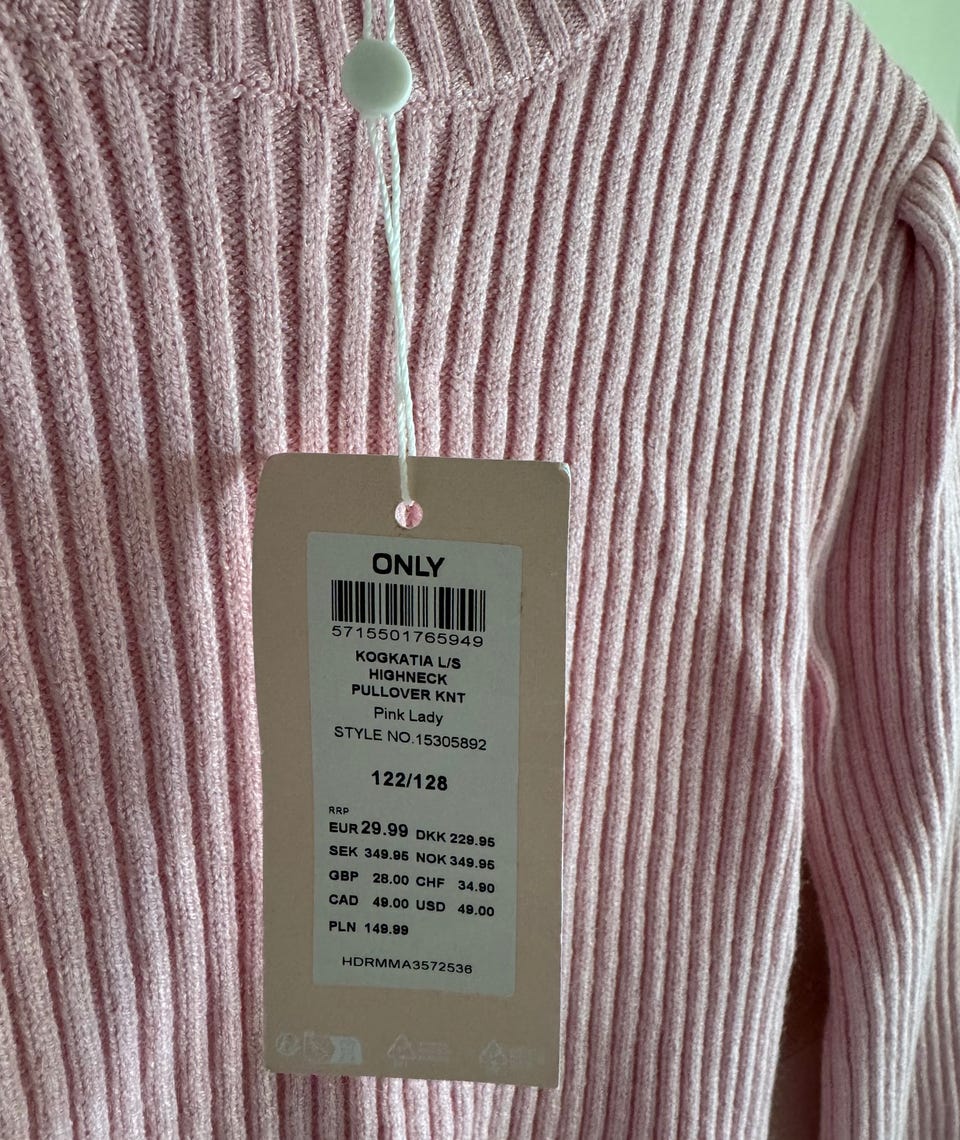 ONLY
5715501765949
KOGKATIA L/S
HIGHNECK
PULLOVER KNT
Pink Lady
STYLE NO.15305892
122/128
RRP
EUR 29.99 DKK 229.95
SEK 349.95 NOK 349.95
GBP 28.00 CHF 34.90
CAD 49.00 USD 49.00
PLN 149.99
HDRMMA3572536